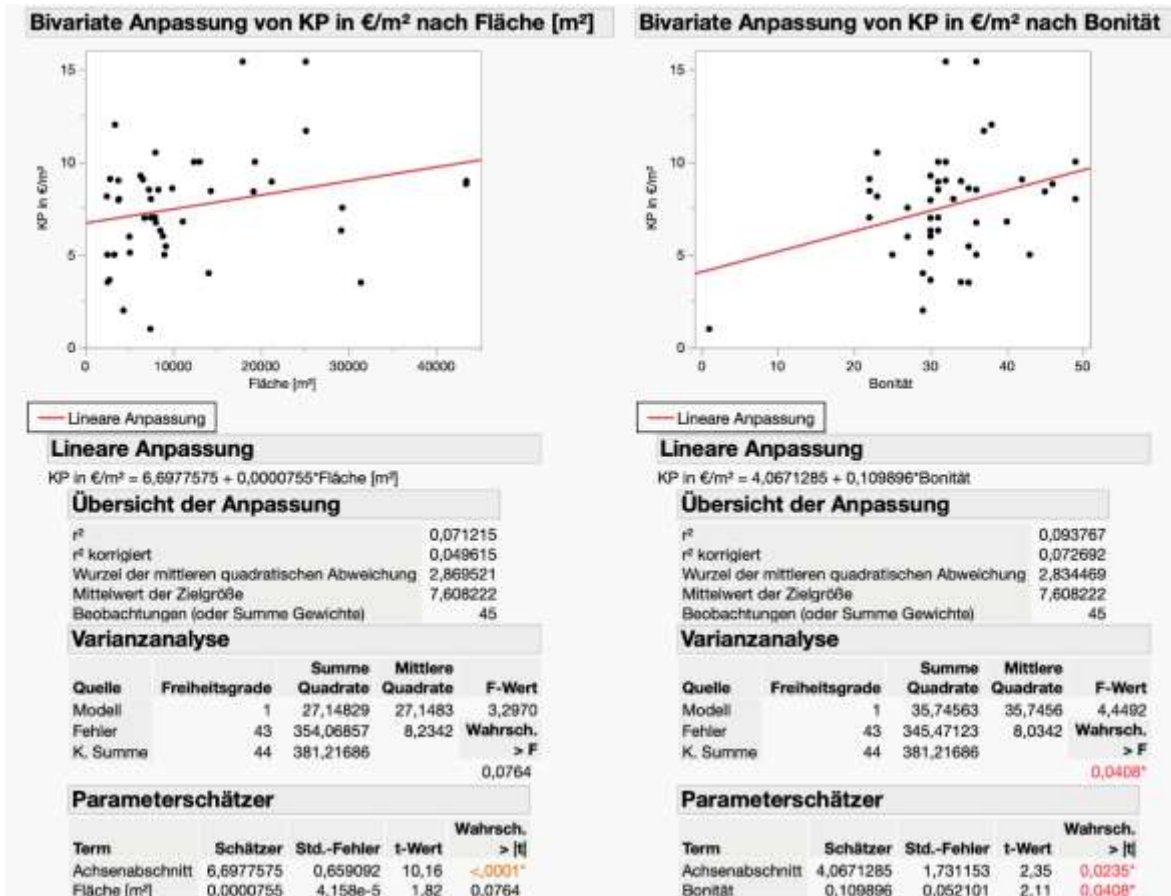 Bivariate Anpassung von KP in €/m² nach Fläche [m²]
15
10
5
0
KP in €/m²
0 10000 20000 30000 40000
Fläche [m²]
Lineare Anpassung
Lineare Anpassung
KP in €/m² = 6,6977575 + 0,0000755*Fläche [m²]
Übersicht der Anpassung
r² 0,071215
r² korrigiert 0,049615
Wurzel der mittleren quadratischen Abweichung 2,869521
Mittelwert der Zielgröße 7,608222
Beobachtungen (oder Summe Gewichte) 45
Varianzanalyse
Summe Mittlere
Quelle Freiheitsgrade Quadrate Quadrate F-Wert
Modell 1 27,14829 27,1483 3,2970
Fehler 43 354,06857 8,2342 Wahrsch.
K. Summe 44 381,21686 > F
0,0764
Parameterschätzer
Wahrsch.
Term Schätzer Std.-Fehler t-Wert > |t|
Achsenabschnitt 6,6977575 0,659092 10,16 <,0001*
Fläche [m²] 0,0000755 4,158e-5 1,82 0,0764
Bivariate Anpassung von KP in €/m² nach Bonität
15
10
5
0
KP in €/m²
0 10 20 30 40 50
Bonität
Lineare Anpassung
Lineare Anpassung
KP in €/m² = 4,0671285 + 0,109896*Bonität
Übersicht der Anpassung
r² 0,093767
r² korrigiert 0,072692
Wurzel der mittleren quadratischen Abweichung 2,834469
Mittelwert der Zielgröße 7,608222
Beobachtungen (oder Summe Gewichte) 45
Varianzanalyse
Summe Mittlere
Quelle Freiheitsgrade Quadrate Quadrate F-Wert
Modell 1 35,74563 35,7456 4,4492
Fehler 43 345,47123 8,0342 Wahrsch.
K. Summe 44 381,21686 > F
0,0408*
Parameterschätzer
Wahrsch.
Term Schätzer Std.-Fehler t-Wert > |t|
Achsenabschnitt 4,0671285 1,731153 2,35 0,0235*
Bonität 0,109896 0,052101 2,11 0,0408*